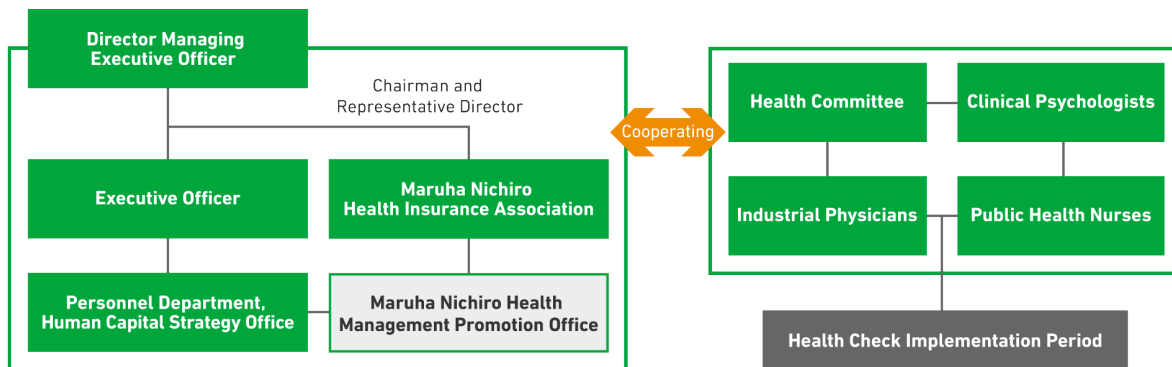 Director Managing
Executive Officer
Chairman and
Representative Director
Executive Officer
Maruha Nichiro
Health Insurance Association
Personnel Department,
Human Capital Strategy Office
Maruha Nichiro Health
Management Promotion Office
Cooperating
Health Committee
Clinical Psychologists
Industrial Physicians
Public Health Nurses
Health Check Implementation Period